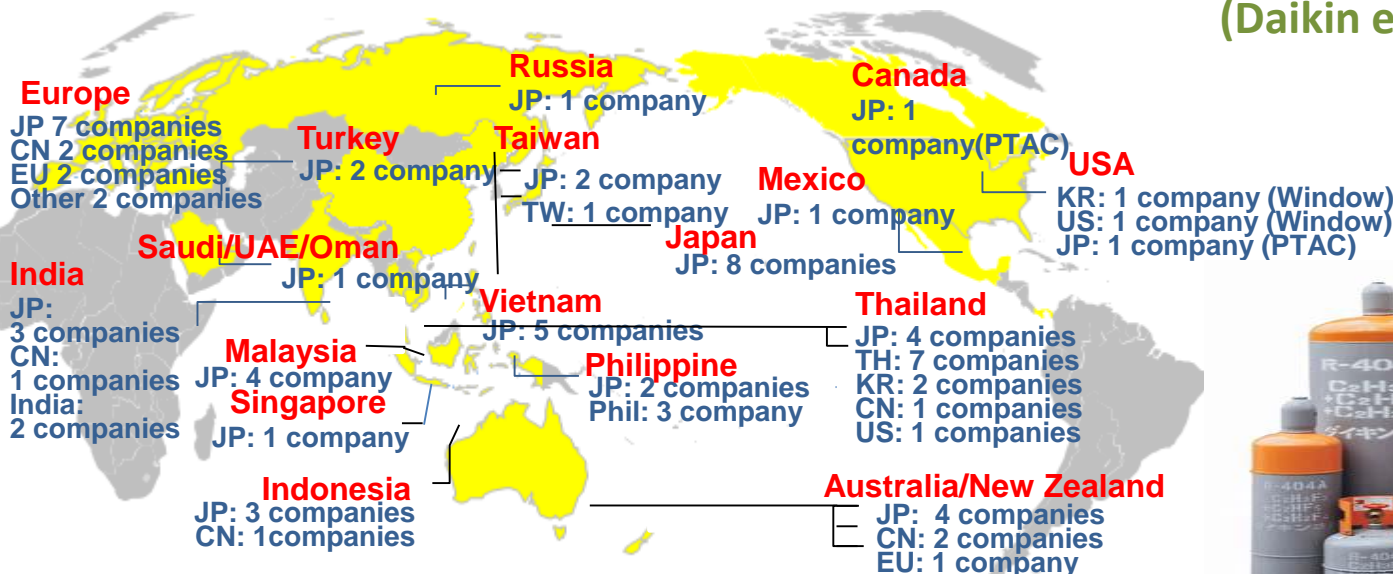 (Daikin e
Russia
JP: 1 company
Canada
JP: 1
company(PTAC)
Europe
JP 7 companies
CN 2 companies
EU 2 companies
Other 2 companies
Turkey
JP: 2 company
Taiwan
JP: 2 company
TW: 1 company
Mexico
JP: 1 company
USA
KR: 1 company (Window)
US: 1 company (Window)
JP: 1 company (PTAC)
Saudi/UAE/Oman
JP: 1 company
Japan
JP: 8 companies
India
JP:
3 companies
CN:
1 companies
India:
2 companies
Vietnam
JP: 5 companies
Thailand
JP: 4 companies
TH: 7 companies
KR: 2 companies
CN: 1 companies
US: 1 companies
Malaysia
JP: 4 company
Philippine
JP: 2 companies
Phil: 3 company
Singapore
JP: 1 company
Indonesia
JP: 3 companies
CN: 1companies
Australia/New Zealand
JP: 4 companies
CN: 2 companies
EU: 1 company
R-40
R-404A